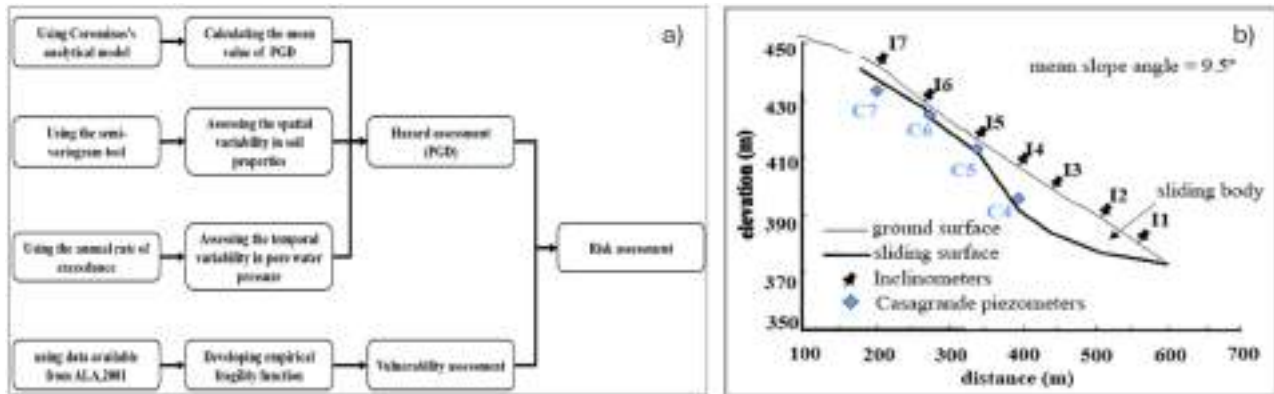 a)
Using Corominas's
analytical model
Calculating the mean
value of PGD
Using the semi-
variogram tool
Assessing the spatial
variability in soil
properties
Hazard assessment
(PGD)
Using the annual rate of
exceedance
Assessing the temporal
variability in pore water
pressure
Risk assessment
using data available
from ALA,2001
Developing empirical
fragility function
Vulnerability assessment
b)
mean slope angle = 9.5°
elevation (m)
450
430
410
390
370
350
I7
I6
I5
I4
I3
I2
I1
C7
C6
C5
C4
sliding body
ground surface
sliding surface
Inclinometers
Casagrande piezometers
100
200
300
400
500
600
700
distance (m)